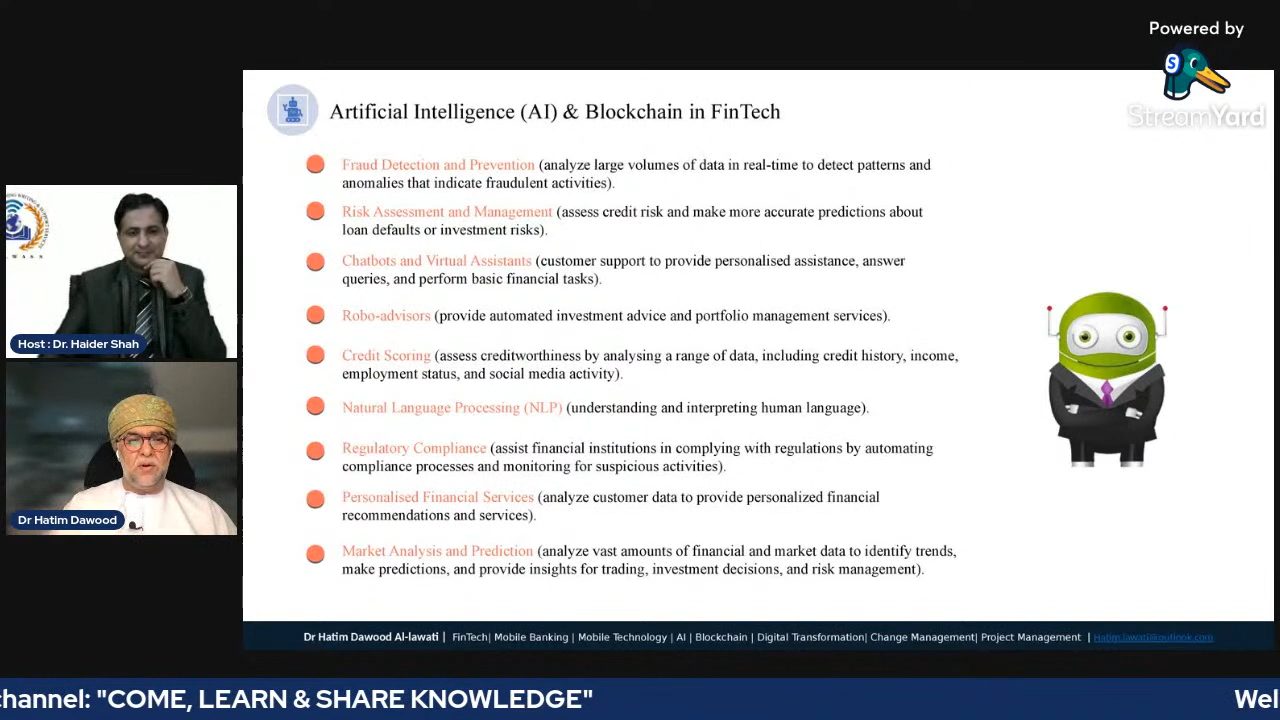 Powered by
S
StreamYard
Artificial Intelligence (AI) & Blockchain in FinTech
Fraud Detection and Prevention (analyze large volumes of data in real-time to detect patterns and
anomalies that indicate fraudulent activities).
Risk Assessment and Management (assess credit risk and make more accurate predictions about
loan defaults or investment risks).
Chatbots and Virtual Assistants (customer support to provide personalised assistance, answer
queries, and perform basic financial tasks).
Robo-advisors (provide automated investment advice and portfolio management services).
Credit Scoring (assess creditworthiness by analysing a range of data, including credit history, income,
employment status, and social media activity).
Natural Language Processing (NLP) (understanding and interpreting human language).
Regulatory Compliance (assist financial institutions in complying with regulations by automating
compliance processes and monitoring for suspicious activities).
Personalised Financial Services (analyze customer data to provide personalized financial
recommendations and services).
Market Analysis and Prediction (analyze vast amounts of financial and market data to identify trends,
make predictions, and provide insights for trading, investment decisions, and risk management).
Host : Dr. Haider Shah
Dr Hatim Dawood
Dr Hatim Dawood Al-lawati | FinTech| Mobile Banking | Mobile Technology | AI | Blockchain | Digital Transformation| Change Management| Project Management | Hatim.lawati@outlook.com
channel: "COME, LEARN & SHARE KNOWLEDGE" Wel